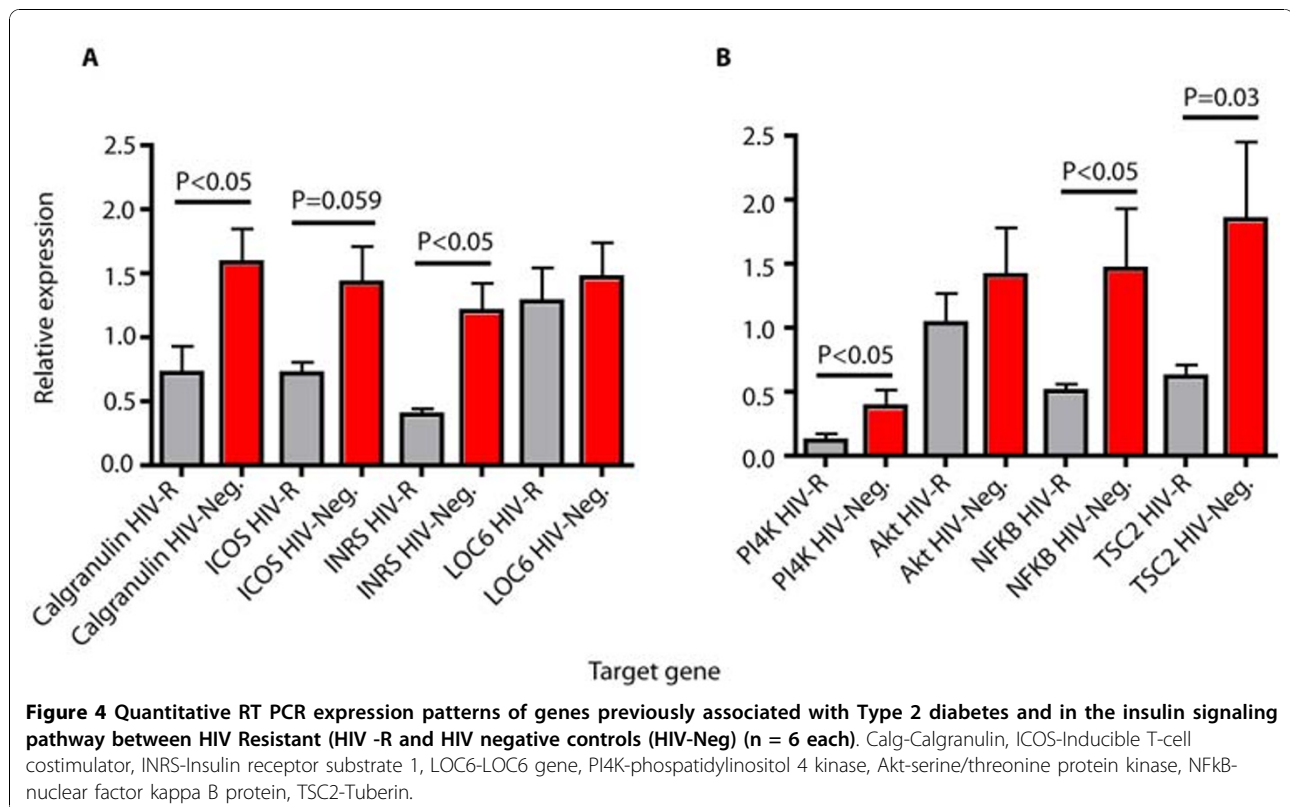 A
B
Relative expression
2.5
2.0
1.5
1.0
0.5
0.0
P<0.05
P=0.059
P<0.05
Calgranulin HIV-R
Calgranulin HIV-Neg.
ICOS HIV-R
ICOS HIV-Neg.
INRS HIV-R
INRS HIV-Neg.
LOC6 HIV-R
LOC6 HIV-Neg.
2.5
2.0
1.5
1.0
0.5
0.0
P<0.05
P<0.05
P=0.03
PI4K HIV-R
PI4K HIV-Neg.
Akt HIV-R
Akt HIV-Neg.
NFKB HIV-R
NFKB HIV-Neg.
TSC2 HIV-R
TSC2 HIV-Neg.
Target gene
Figure 4 Quantitative RT PCR expression patterns of genes previously associated with Type 2 diabetes and in the insulin signaling
pathway between HIV Resistant (HIV -R and HIV negative controls (HIV-Neg) (n = 6 each). Calg-Calgranulin, ICOS-Inducible T-cell
costimulator, INRS-Insulin receptor substrate 1, LOC6-LOC6 gene, PI4K-phospatidylinositol 4 kinase, Akt-serine/threonine protein kinase, NFkB-
nuclear factor kappa B protein, TSC2-Tuberin.